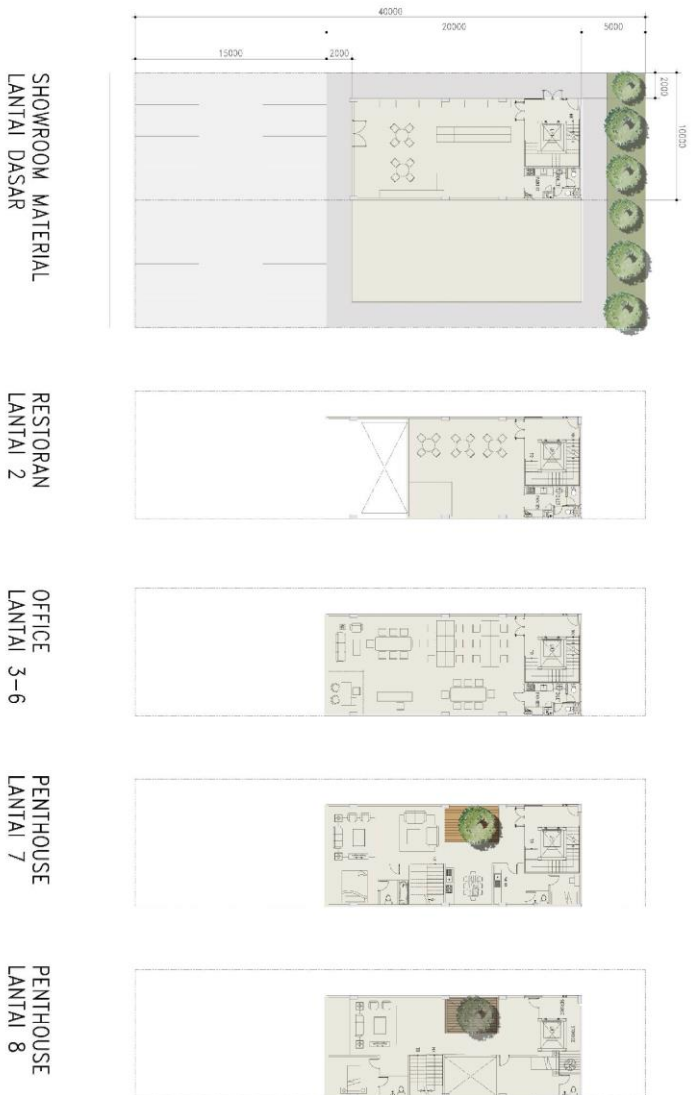 40000
20000
5000
15000
2000
2000
10000
SHOWROOM MATERIAL
LANTAI DASAR
RESTORAN
LANTAI 2
OFFICE
LANTAI 3-6
PENTHOUSE
LANTAI 7
PENTHOUSE
LANTAI 8